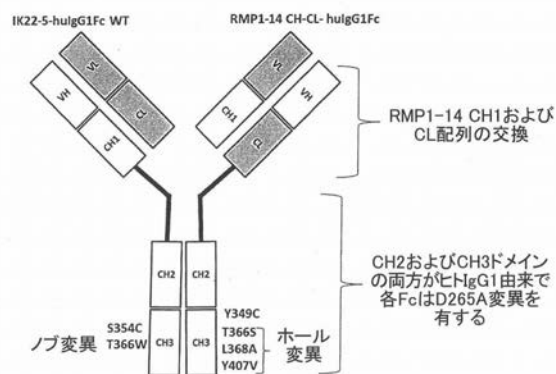 IK22-5-huIgG1Fc WT
RMP1-14 CH-CL- huIgG1Fc
VL
VH
CL
CH1
VL
CH1
VH
CL
RMP1-14 CH1および
CL配列の交換
CH2
CH2
CH2およびCH3ドメイン
の両方がヒトIgG1由来で
各FcはD265A変異を
有する
ノブ変異
S354C
T366W
CH3
CH3
Y349C
T366S
L368A
Y407V
ホール
変異